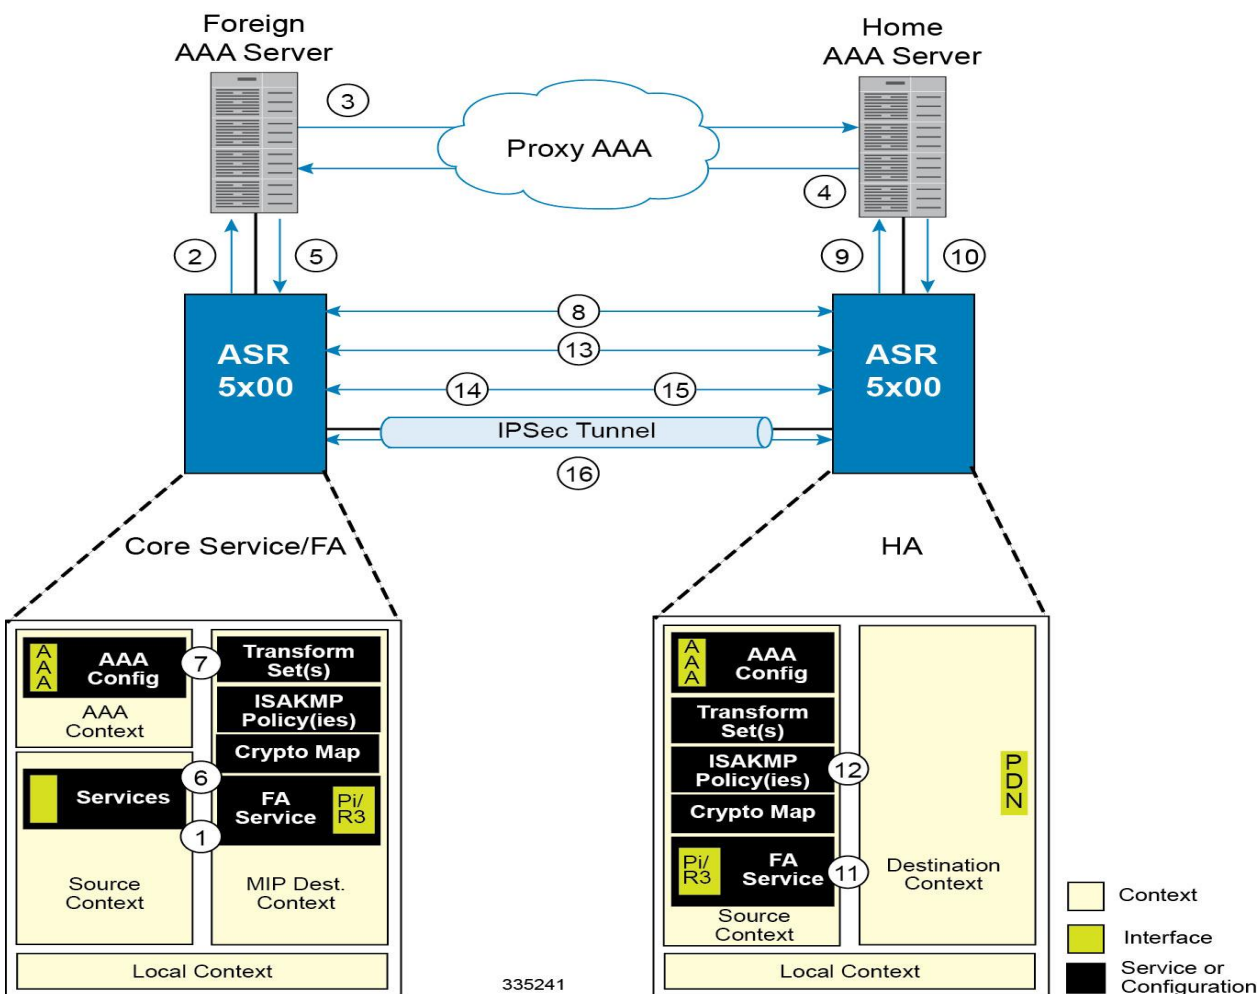 Foreign
AAA Server
Home
AAA Server
3
Proxy AAA
4
2
5
9
10
8
ASR
5x00
13
ASR
5x00
14
15
IPSec Tunnel
16
Core Service/FA
HA
AAA
AAA
Config
7
Transform
Set(s)
AAA
Context
ISAKMP
Policy(ies)
Crypto Map
6
Services
FA
Service
Pi/
R3
1
Source
Context
MIP Dest.
Context
Local Context
AAA
AAA
Config
Transform
Set(s)
ISAKMP
Policy(ies)
12
Crypto Map
PDN
Pi/
R3
FA
Service
11
Source
Context
Destination
Context
Local Context
335241
Context
Interface
Service or
Configuration